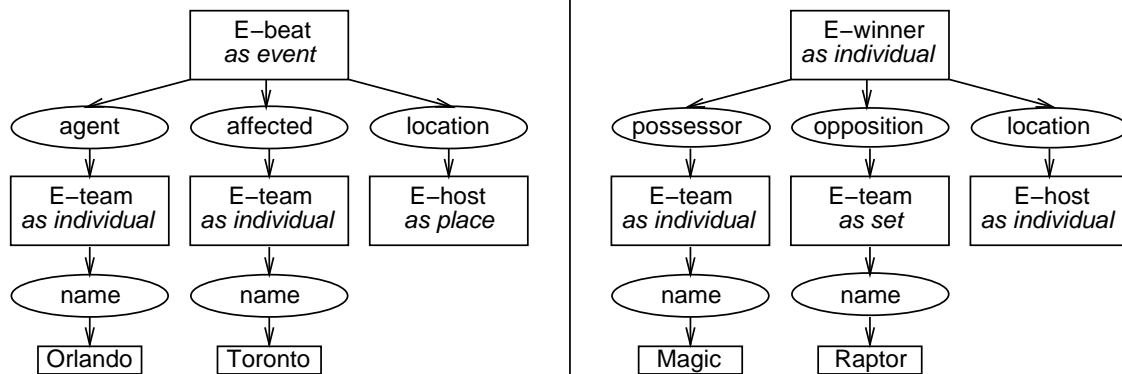 E−beat
as event
agent
affected
location
E−team
as individual
E−team
as individual
E−host
as place
name
name
Orlando
Toronto
E−winner
as individual
possessor
opposition
location
E−team
as individual
E−team
as set
E−host
as individual
name
name
Magic
Raptor